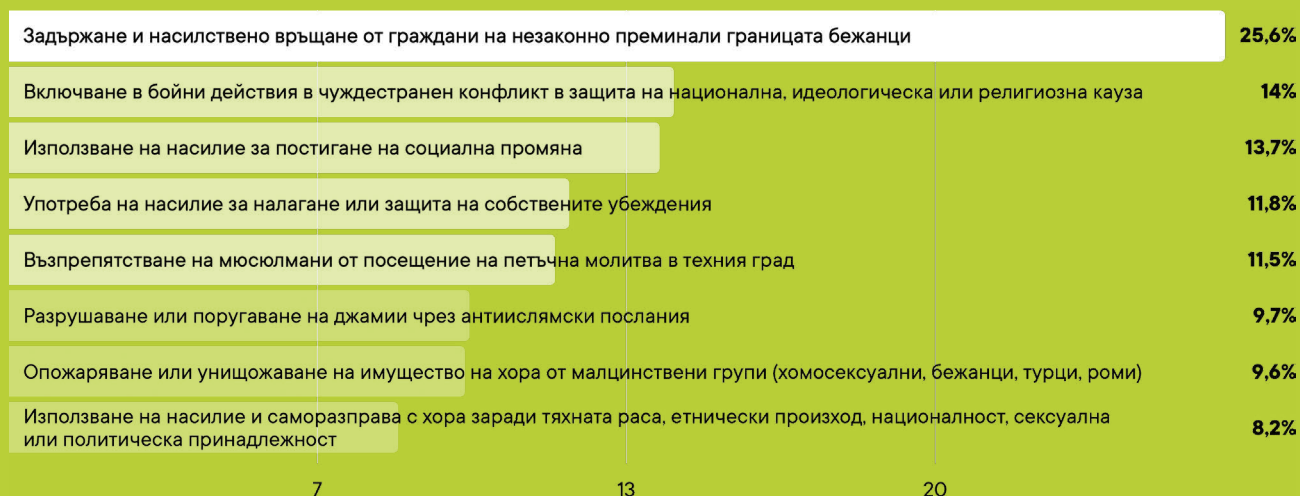 Задържане и насилствено връщане от граждани на незаконно преминали границата бежанци 25,6%
Включване в бойни действия в чуждестранен конфликт в защита на национална, идеологическа или религиозна кауза 14%
Използване на насилие за постигане на социална промяна 13,7%
Употреба на насилие за налагане или защита на собствените убеждения 11,8%
Възпрепятстване на мюсюлмани от посещение на петъчна молитва в техния град 11,5%
Разрушаване или поругаване на джамии чрез антиислямски послания 9,7%
Опожаряване или унищожаване на имущество на хора от малцинствени групи (хомосексуални, бежанци, турци, роми) 9,6%
Използване на насилие и саморазправа с хора заради тяхната раса, етнически произход, националност, сексуална
или политическа принадлежност 8,2%
7 13 20